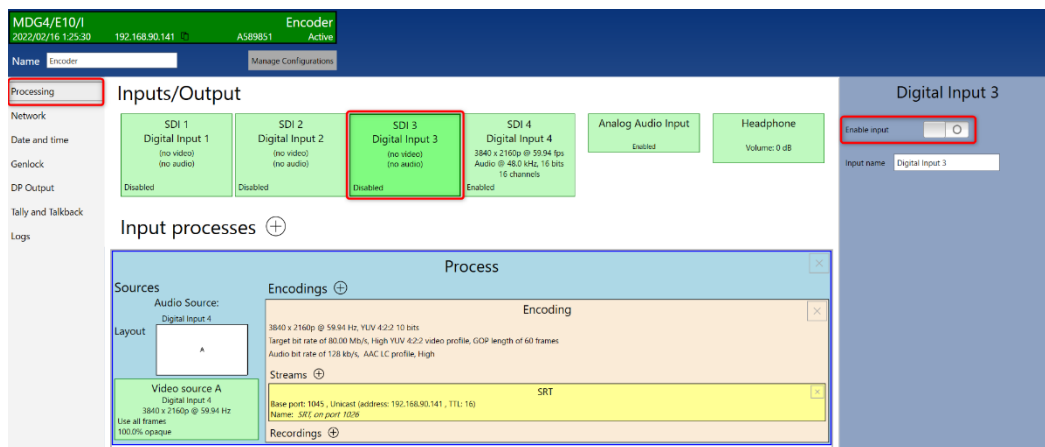 MDG4/E10/I Encoder
2022/02/16 1:25:30 192.168.90.141 A589851 Active
Name Encoder Manage Configurations
Processing
Network
Date and time
Genlock
DP Output
Tally and Talkback
Logs
Inputs/Output
SDI 1
Digital Input 1
(no video)
(no audio)
Disabled
SDI 2
Digital Input 2
(no video)
(no audio)
Disabled
SDI 3
Digital Input 3
(no video)
(no audio)
Disabled
SDI 4
Digital Input 4
3840 x 2160p @ 59.94 fps
Audio @ 48.0 kHz, 16 bits
16 channels
Enabled
Analog Audio Input
Enabled
Headphone
Volume: 0 dB
Input processes
Process
Sources
Audio Source:
Digital Input 4
Layout
A
Video source A
Digital Input 4
3840 x 2160p @ 59.94 Hz
Use all frames
100.0% opaque
Encodings
Encoding
3840 x 2160p @ 59.94 Hz, YUV 4:2:2 10 bits
Target bit rate of 80.00 Mb/s, High YUV 4:2:2 video profile, GOP length of 60 frames
Audio bit rate of 128 kb/s, AAC LC profile, High
Streams
SRT
Base port: 1045 , Unicast (address: 192.168.90.141 , TTL: 16)
Name: SRT, on port 1026
Recordings
Digital Input 3
Enable input
Input name Digital Input 3